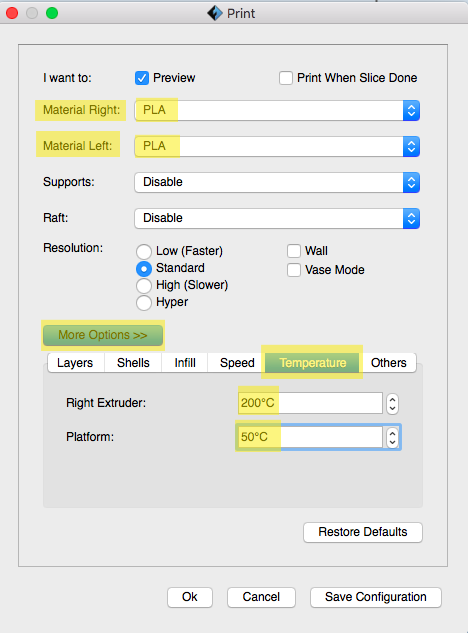 Print
I want to: Preview Print When Slice Done
Material Right: PLA
Material Left: PLA
Supports: Disable
Raft: Disable
Resolution: Low (Faster) Wall
Standard Vase Mode
High (Slower)
Hyper
More Options >>
Layers Shells Infill Speed Temperature Others
Right Extruder: 200°C
Platform: 50°C
Restore Defaults
Ok Cancel Save Configuration